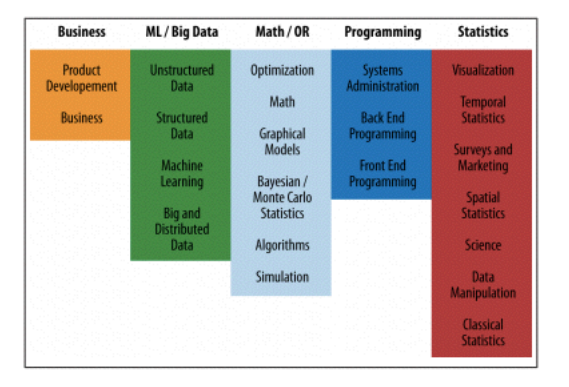 Business
ML / Big Data
Math / OR
Programming
Statistics
Product
Developement
Business
Unstructured
Data
Structured
Data
Machine
Learning
Big and
Distributed
Data
Optimization
Math
Graphical
Models
Bayesian /
Monte Carlo
Statistics
Algorithms
Simulation
Systems
Administration
Back End
Programming
Front End
Programming
Visualization
Temporal
Statistics
Surveys and
Marketing
Spatial
Statistics
Science
Data
Manipulation
Classical
Statistics